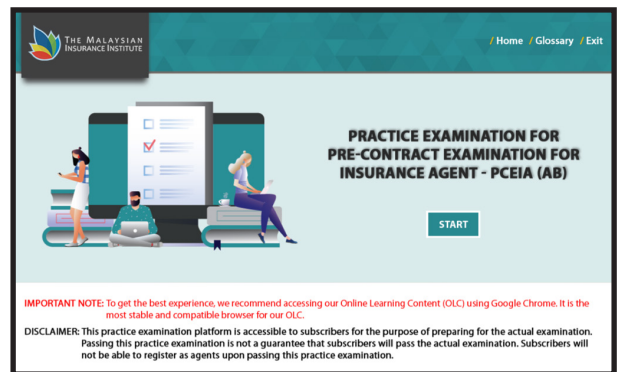 THE MALAYSIAN
INSURANCE INSTITUTE
/ Home / Glossary / Exit
PRACTICE EXAMINATION FOR
PRE-CONTRACT EXAMINATION FOR
INSURANCE AGENT - PCEIA (AB)
START
IMPORTANT NOTE: To get the best experience, we recommend accessing our Online Learning Content (OLC) using Google Chrome. It is the
most stable and compatible browser for our OLC.
DISCLAIMER: This practice examination platform is accessible to subscribers for the purpose of preparing for the actual examination.
Passing this practice examination is not a guarantee that subscribers will pass the actual examination. Subscribers will
not be able to register as agents upon passing this practice examination.